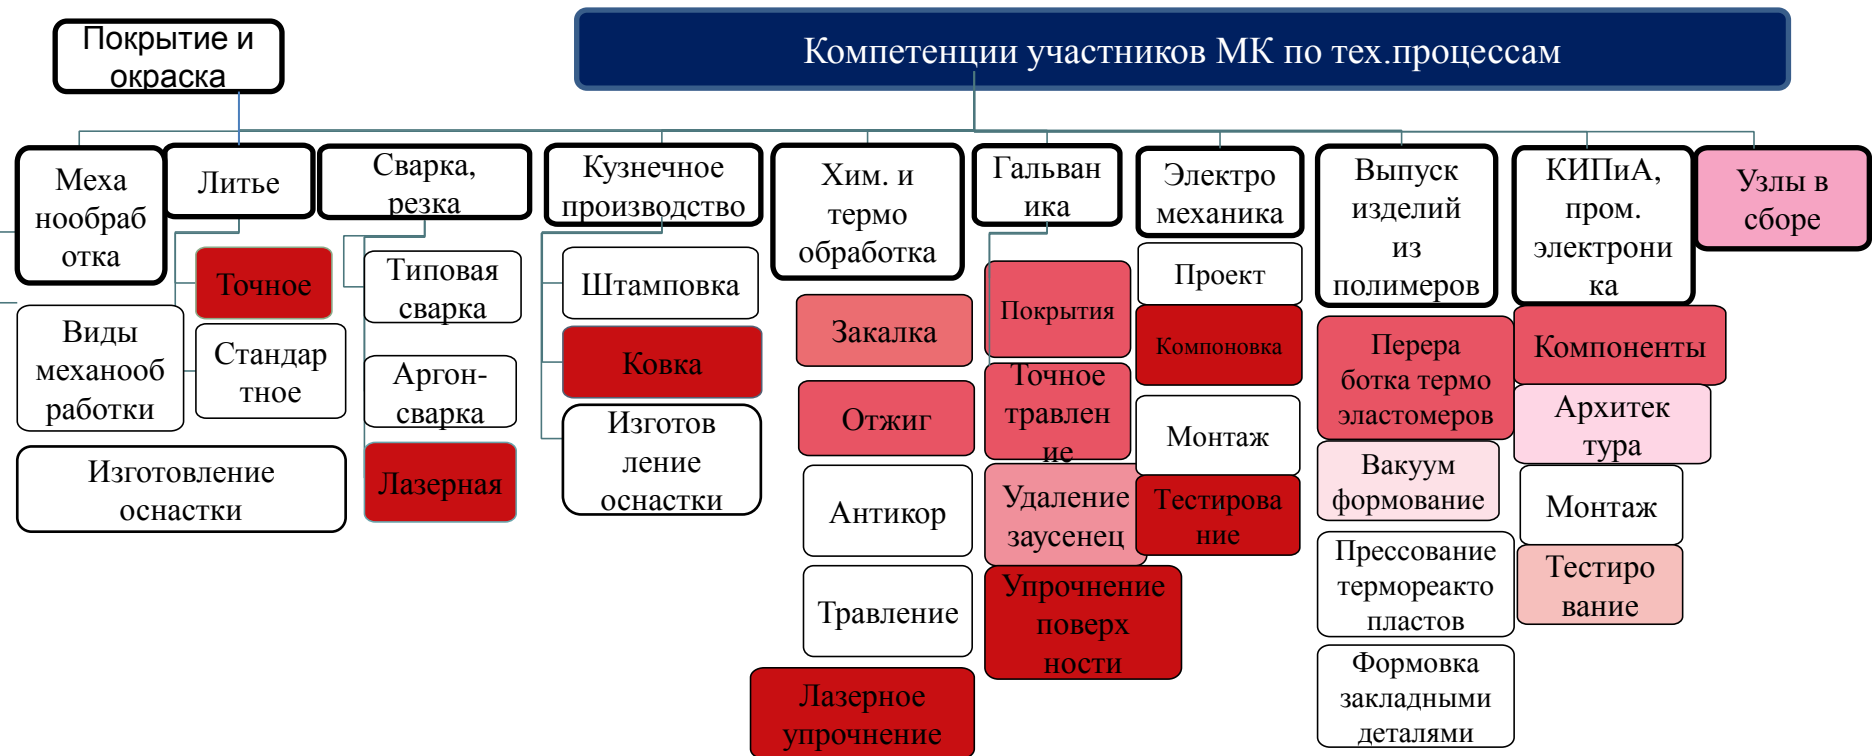 Покрытие и
окраска
Компетенции участников МК по тех.процессам
Меха
нообраб
отка
Литье
Сварка,
резка
Кузнечное
производство
Хим. и
термо
обработка
Гальван
ика
Электро
механика
Выпуск
изделий
из
полимеров
КИПиА,
пром.
электрони
ка
Узлы в
сборе
Виды
механооб
работки
Изготовление
оснастки
Точное
Стандар
тное
Типовая
сварка
Аргон-
сварка
Лазерная
Штамповка
Ковка
Изготов
ление
оснастки
Закалка
Отжиг
Антикор
Травление
Лазерное
упрочнение
Покрытия
Точное
травлен
ие
Удаление
заусенец
Упрочнение
поверх
ности
Проект
Компоновка
Монтаж
Тестирова
ние
Перера
ботка термо
эластомеров
Вакуум
формование
Прессование
термореакто
пластов
Формовка
закладными
деталями
Компоненты
Архитек
тура
Монтаж
Тестиро
вание